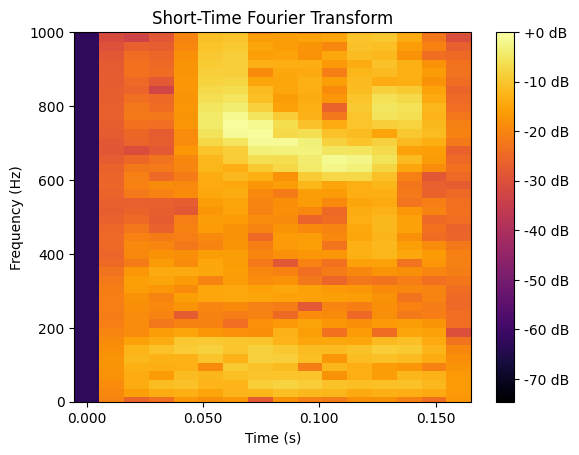 Short-Time Fourier Transform
1000
800
600
400
200
0
Frequency (Hz)
0.000
0.050
0.100
0.150
Time (s)
+0 dB
-10 dB
-20 dB
-30 dB
-40 dB
-50 dB
-60 dB
-70 dB